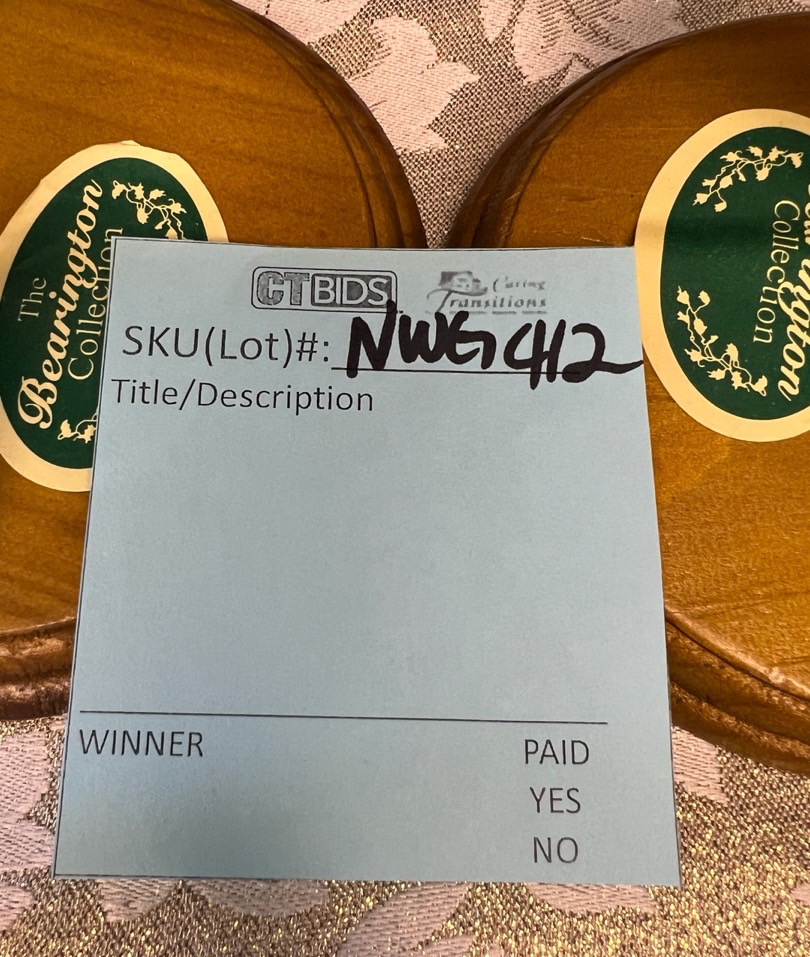 The
Bearington
Collection
CTBIDS
Caring
Transitions
SKU(Lot)#: NWG412
Title/Description
WINNER
PAID
YES
NO
Collection